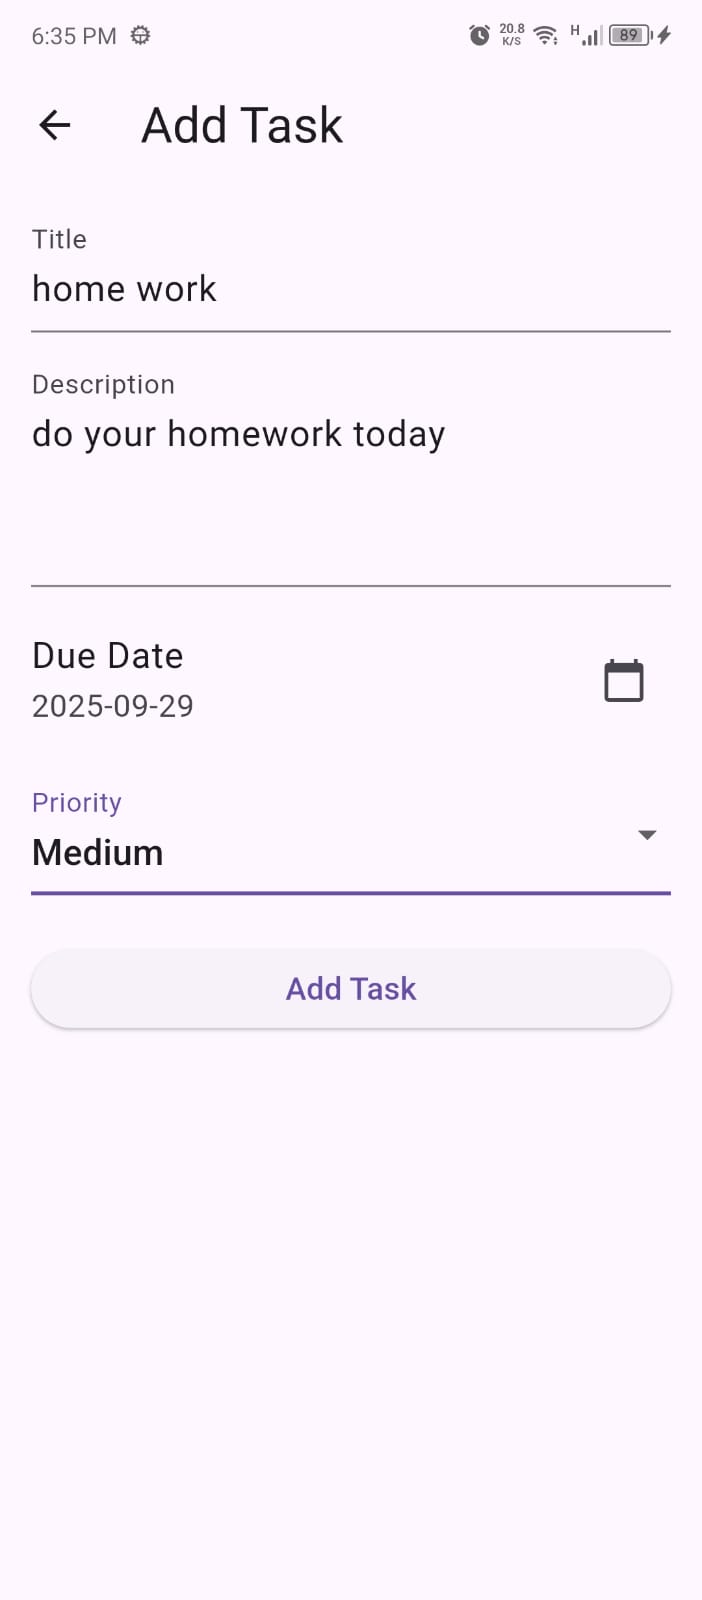 6:35 PM
20.8
K/S
H
89
Add Task
Title
home work
Description
do your homework today
Due Date
2025-09-29
Priority
Medium
Add Task